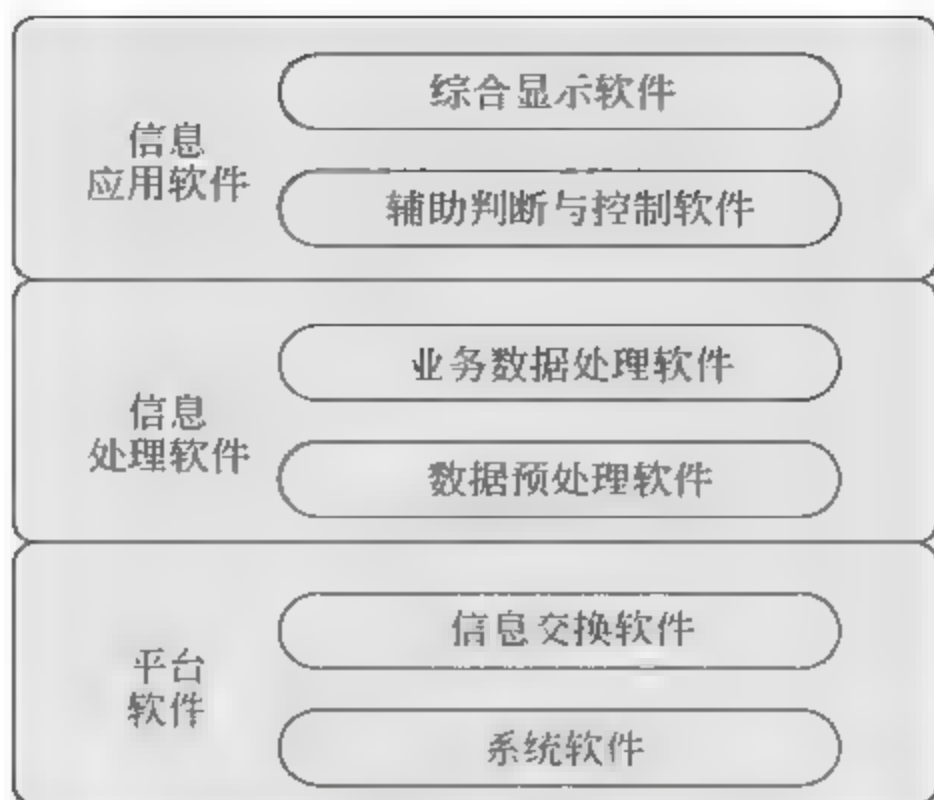 综合显示软件
信息
应用软件
辅助判断与控制软件
业务数据处理软件
信息
处理软件
数据预处理软件
信息交换软件
平台
软件
系统软件